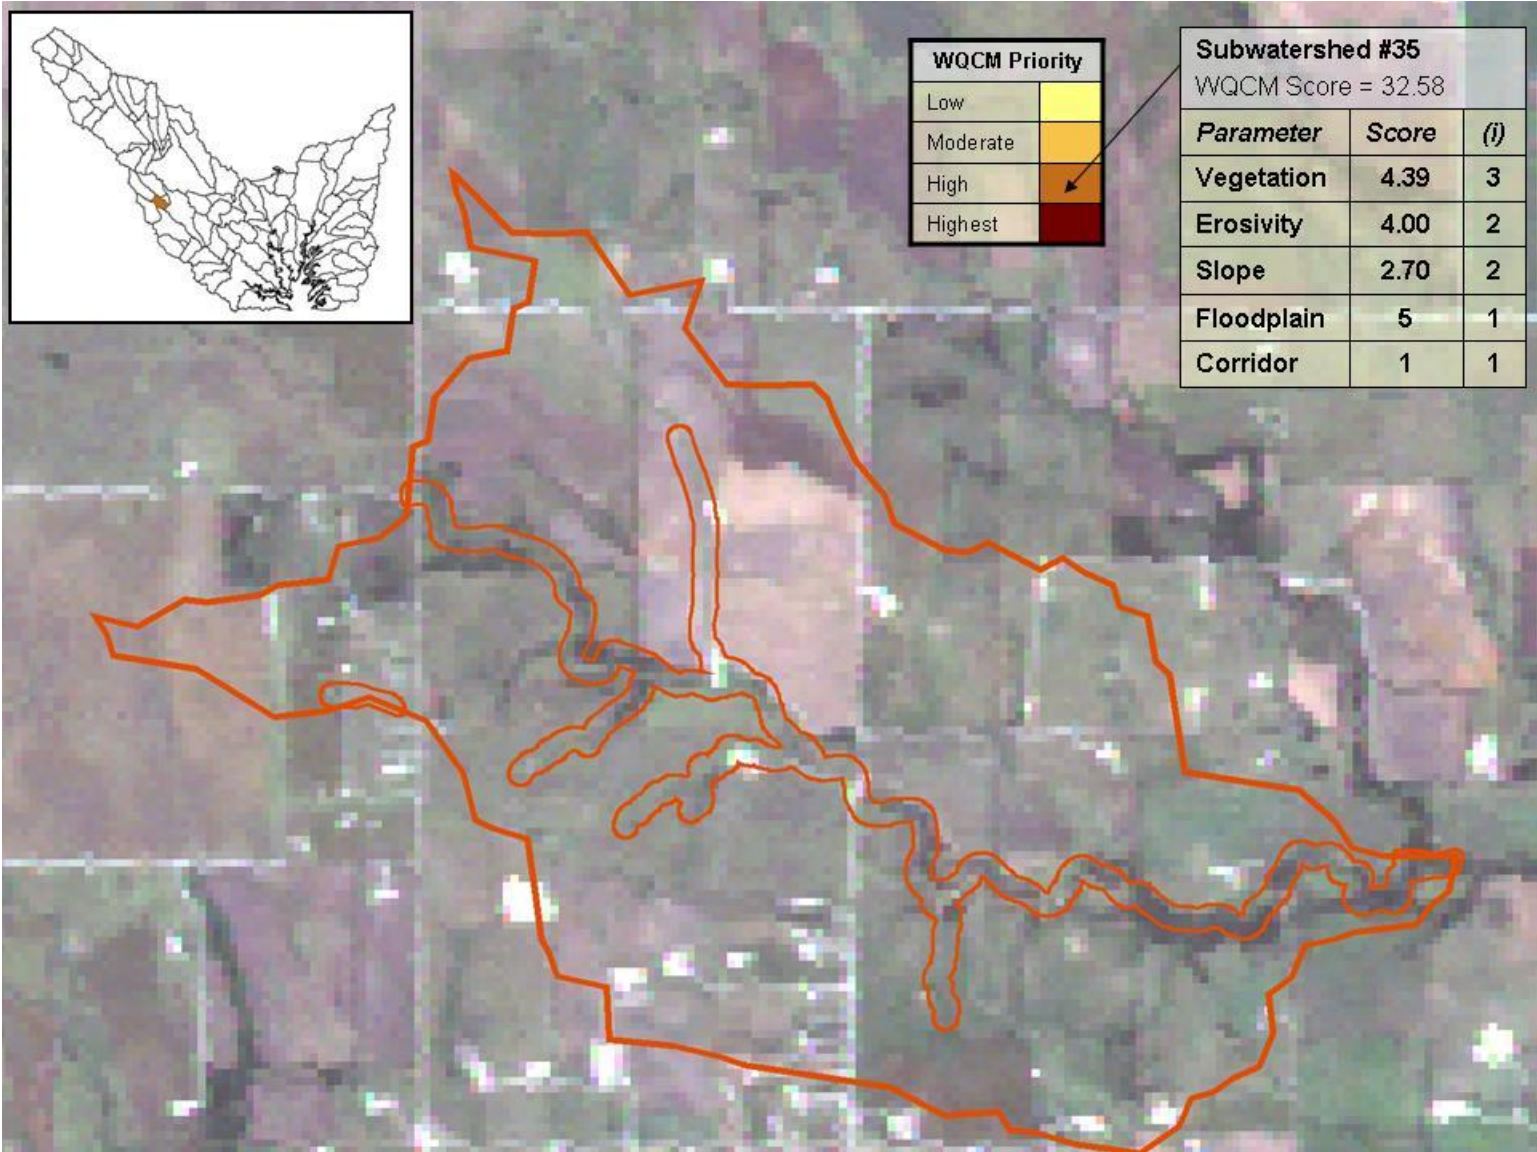 WQCM Priority
Low
Moderate
High
Highest
Subwatershed #35
WQCM Score = 32.58
Parameter Score (i)
Vegetation 4.39 3
Erosivity 4.00 2
Slope 2.70 2
Floodplain 5 1
Corridor 1 1